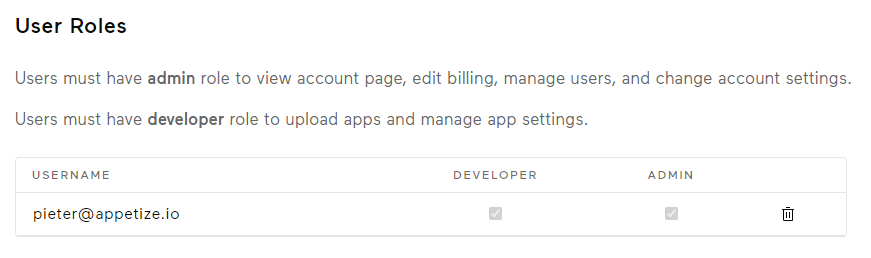 User Roles
Users must have admin role to view account page, edit billing, manage users, and change account settings.
Users must have developer role to upload apps and manage app settings.
USERNAME DEVELOPER ADMIN
pieter@appetize.io